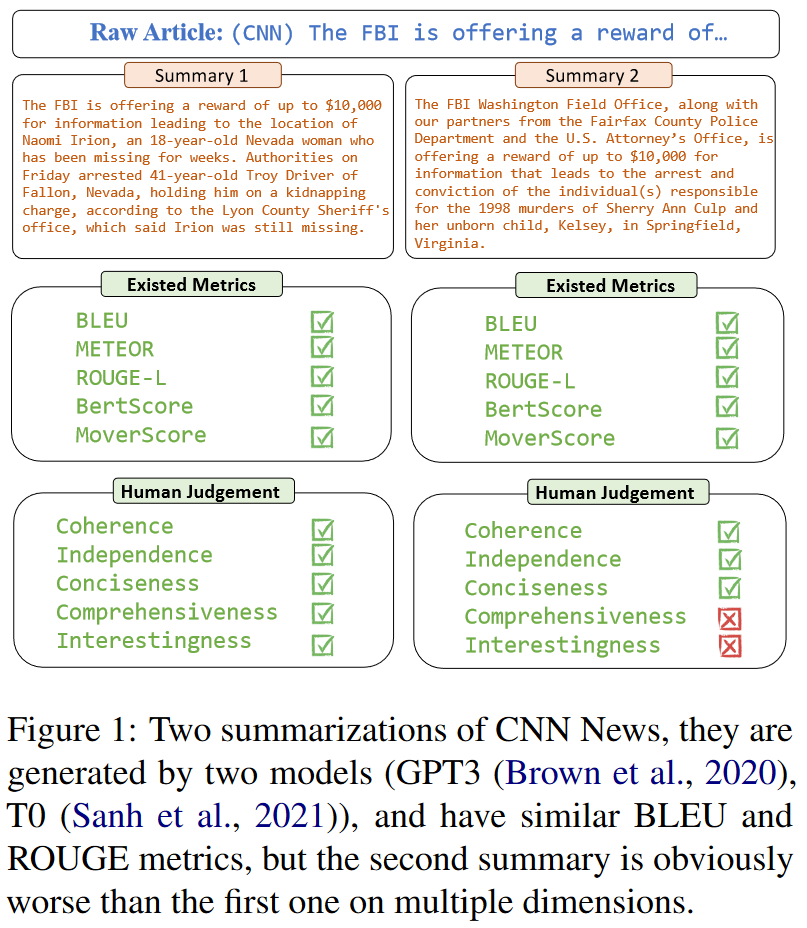 Raw Article: (CNN) The FBI is offering a reward of…
Summary 1
The FBI is offering a reward of up to $10,000
for information leading to the location of
Naomi Irion, an 18-year-old Nevada woman who
has been missing for weeks. Authorities on
Friday arrested 41-year-old Troy Driver of
Fallon, Nevada, holding him on a kidnapping
charge, according to the Lyon County Sheriff's
office, which said Irion was still missing.
Summary 2
The FBI Washington Field Office, along with
our partners from the Fairfax County Police
Department and the U.S. Attorney’s Office, is
offering a reward of up to $10,000 for
information that leads to the arrest and
conviction of the individual(s) responsible
for the 1998 murders of Sherry Ann Culp and
her unborn child, Kelsey, in Springfield,
Virginia.
Existed Metrics
BLEU
METEOR
ROUGE-L
BertScore
MoverScore
Existed Metrics
BLEU
METEOR
ROUGE-L
BertScore
MoverScore
Human Judgement
Coherence
Independence
Conciseness
Comprehensiveness
Interestingness
Human Judgement
Coherence
Independence
Conciseness
Comprehensiveness
Interestingness
Figure 1: Two summarizations of CNN News, they are
generated by two models (GPT3 (Brown et al., 2020),
T0 (Sanh et al., 2021)), and have similar BLEU and
ROUGE metrics, but the second summary is obviously
worse than the first one on multiple dimensions.